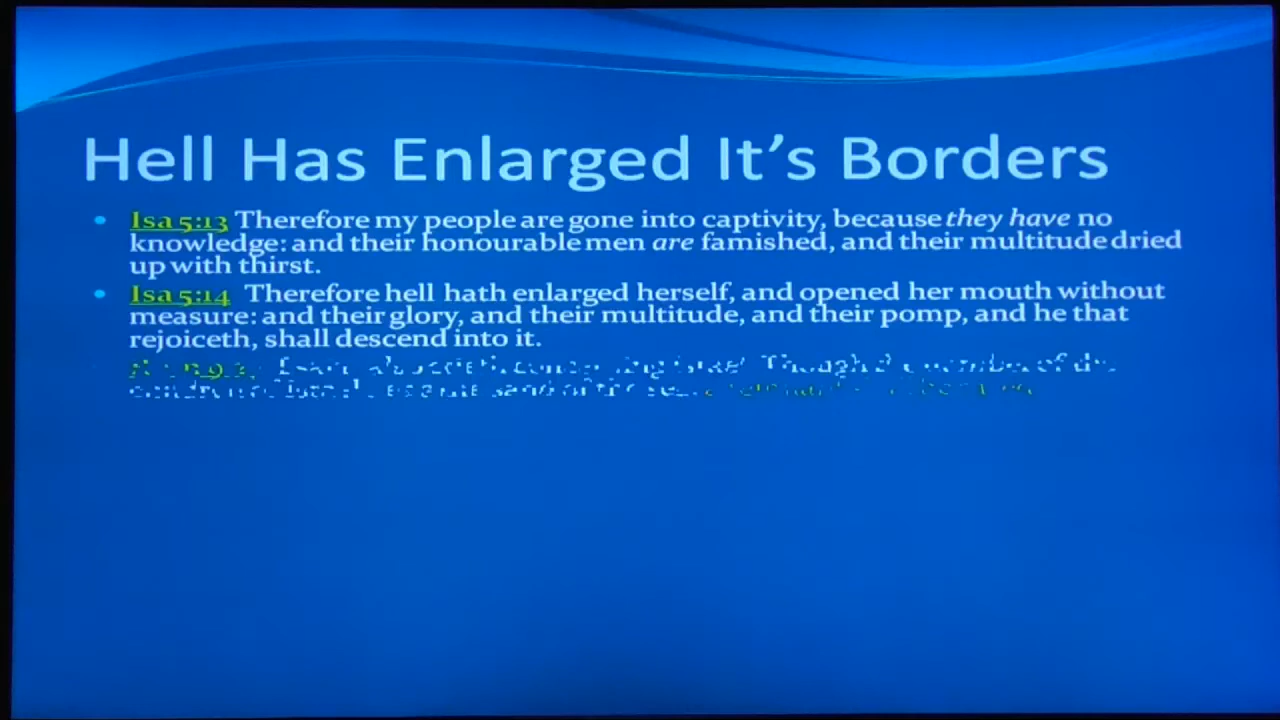 Hell Has Enlarged It's Borders
Isa 5:13 Therefore my people are gone into captivity, because they have no
knowledge: and their honourable men are famished, and their multitude dried
up with thirst.
Isa 5:14 Therefore hell hath enlarged herself, and opened her mouth without
measure: and their glory, and their multitude, and their pomp, and he that
rejoiceth, shall descend into it.